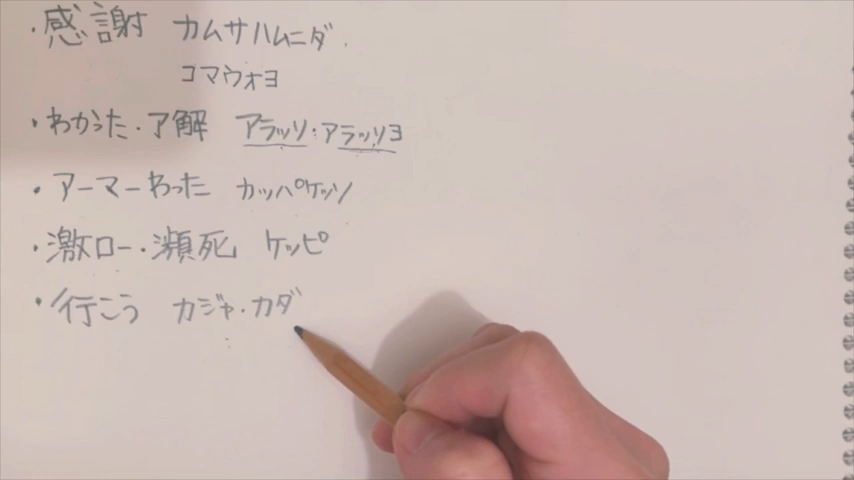 ・感謝 カムサハムニダ.
コマウォヨ
・わかった・了解 アラッソ・アラッソヨ
・アーマーわった カッパケッソ
・激ロー・瀕死 ケッピ
・行こう カジャ・カダ